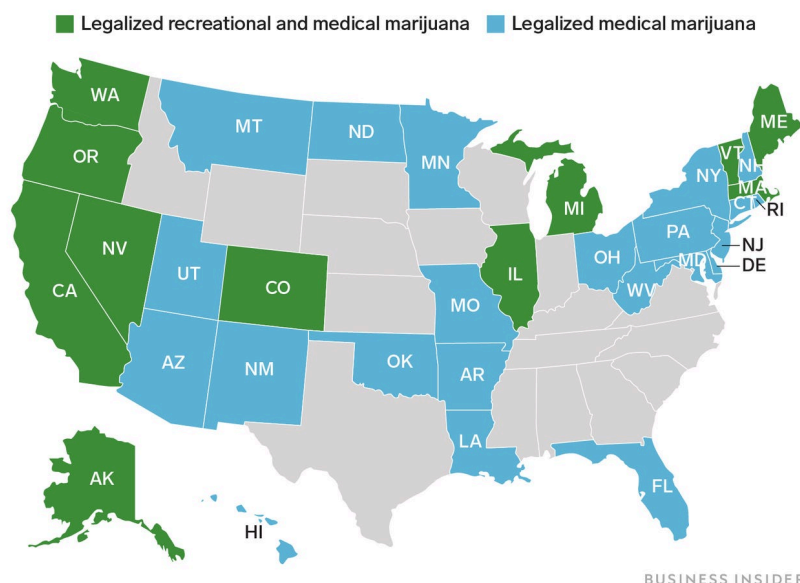 Legalized recreational and medical marijuana
Legalized medical marijuana
WA
MT
ND
MN
ME
VT
NH
OR
NY
MA
CT
RI
MI
PA
NJ
NV
OH
MD
DE
UT
IL
CA
CO
WV
MO
AZ
NM
OK
AR
LA
AK
FL
HI
BUSINESS INSIDER